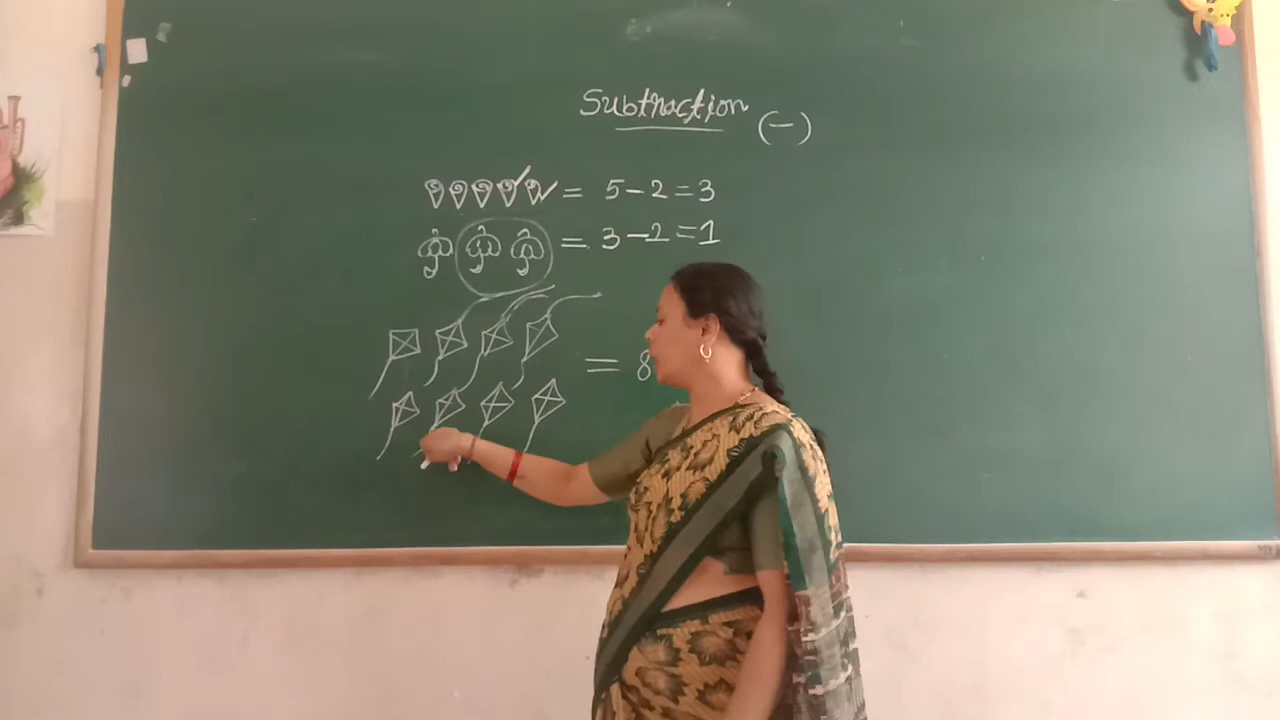 Subtraction (-)
= 5-2=3
= 3-2=1
= 8